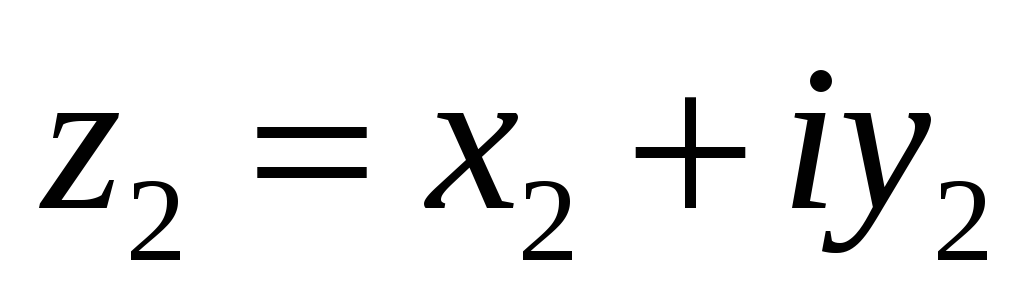 z₂ = x₂ + iy₂